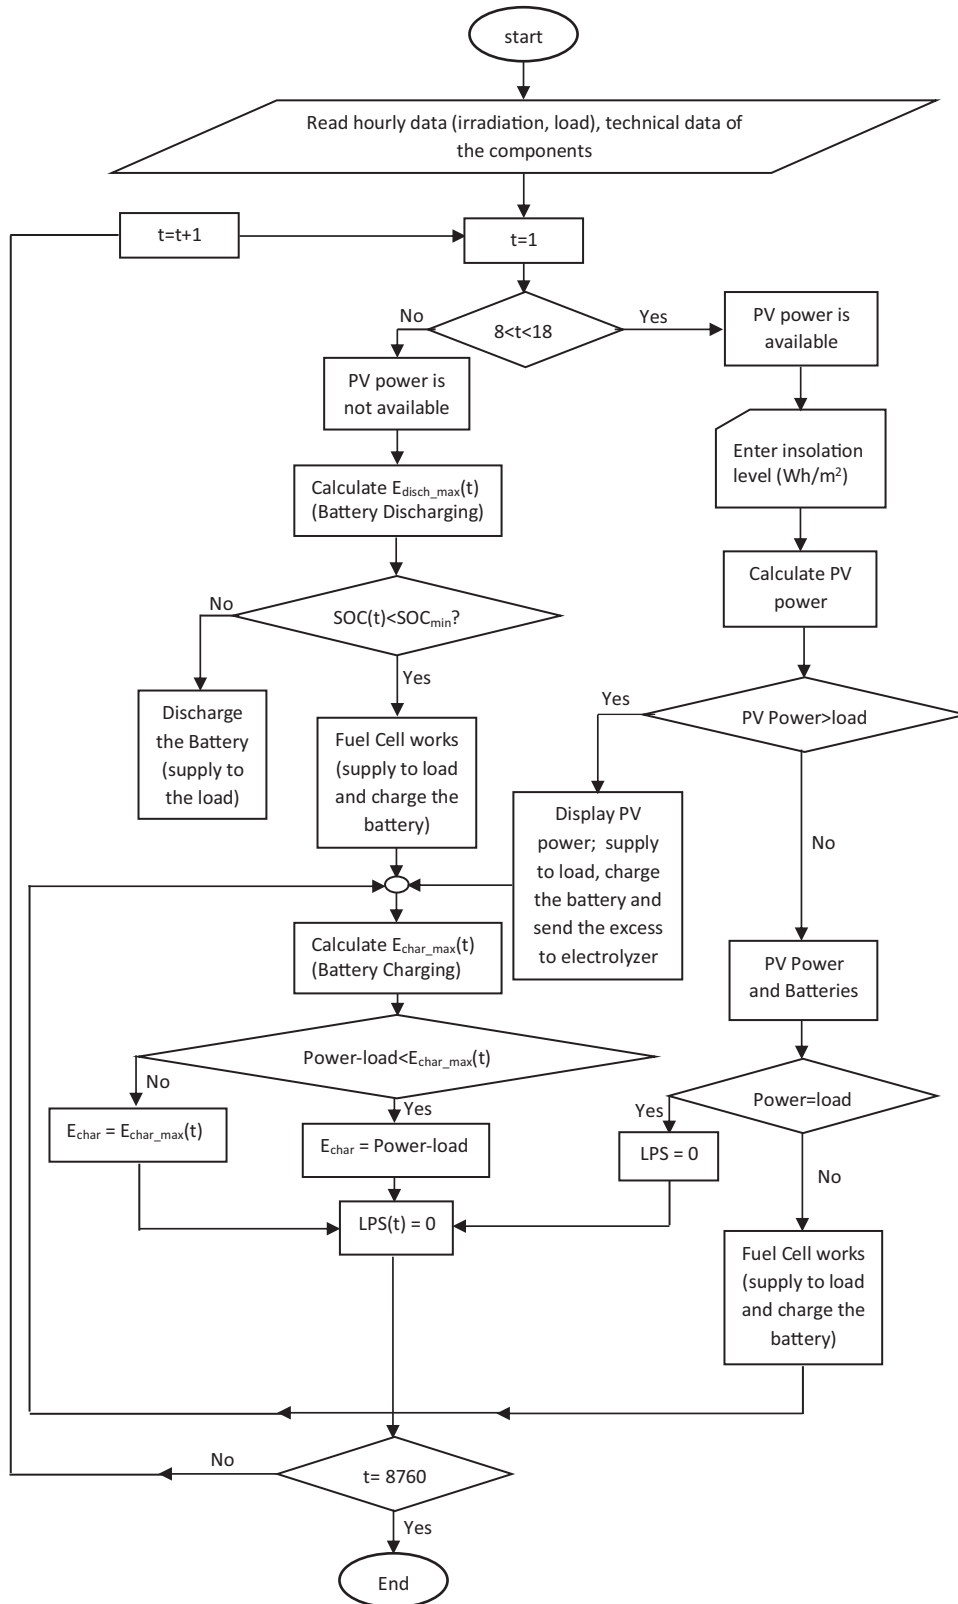 start
Read hourly data (irradiation, load), technical data of
the components
t=t+1
t=1
No
8<t<18
Yes
PV power is
available
PV power is
not available
Enter insolation
level (Wh/m²)
Calculate E_disch_max(t)
(Battery Discharging)
Calculate PV
power
No
SOC(t)<SOC_min?
Yes
Discharge
the Battery
(supply to
the load)
Fuel Cell works
(supply to load
and charge the
battery)
Yes
PV Power>load
Display PV
power; supply
to load, charge
the battery and
send the excess
to electrolyzer
No
Calculate E_char_max(t)
(Battery Charging)
PV Power
and Batteries
Power-load<E_char_max(t)
No
Yes
Power=load
Yes
E_char = E_char_max(t)
E_char = Power-load
LPS = 0
No
LPS(t) = 0
Fuel Cell works
(supply to load
and charge the
battery)
No
t= 8760
Yes
End